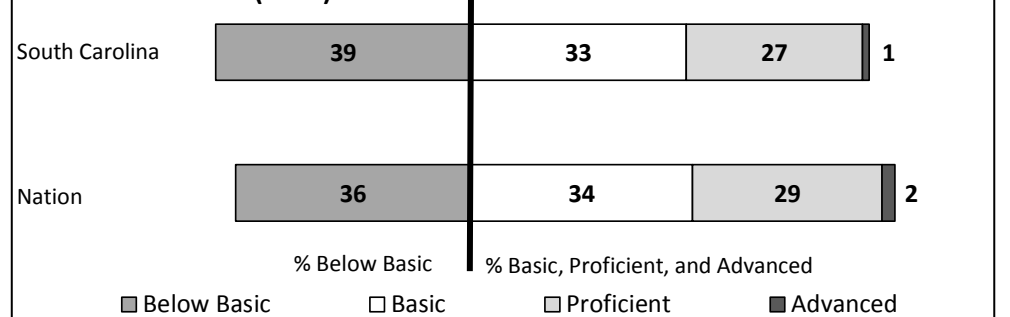 South Carolina 39 33 27 1
Nation 36 34 29 2
% Below Basic % Basic, Proficient, and Advanced
Below Basic Basic Proficient Advanced